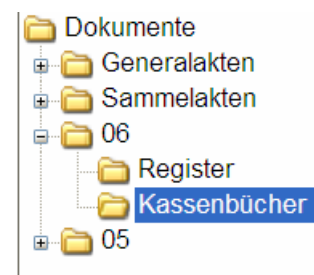 Dokumente
Generalakten
Sammelakten
06
Register
Kassenbücher
05